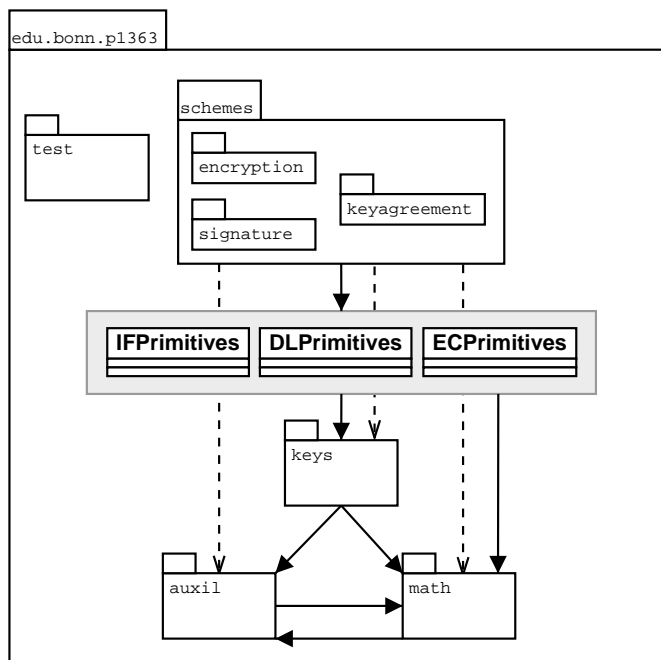 edu.bonn.p1363
schemes
test
encryption
keyagreement
signature
IFPrimitives
DLPrimitives
ECPrimitives
keys
auxil
math